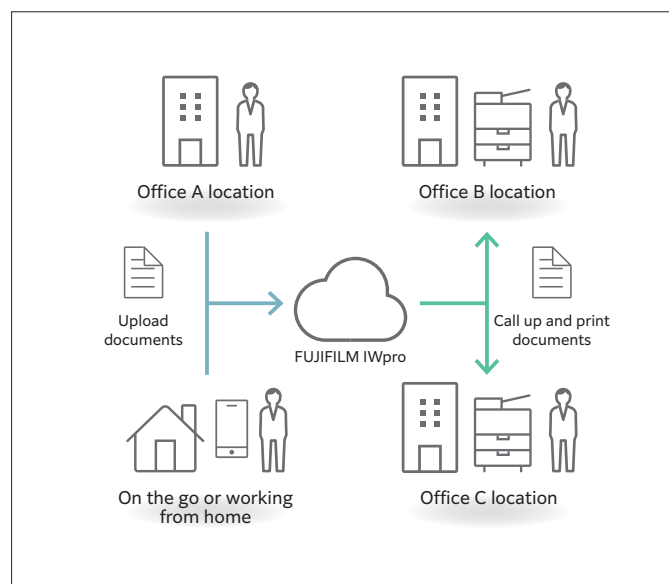 Office A location
Office B location
Upload
documents
FUJIFILM IWpro
Call up and print
documents
On the go or working
from home
Office C location